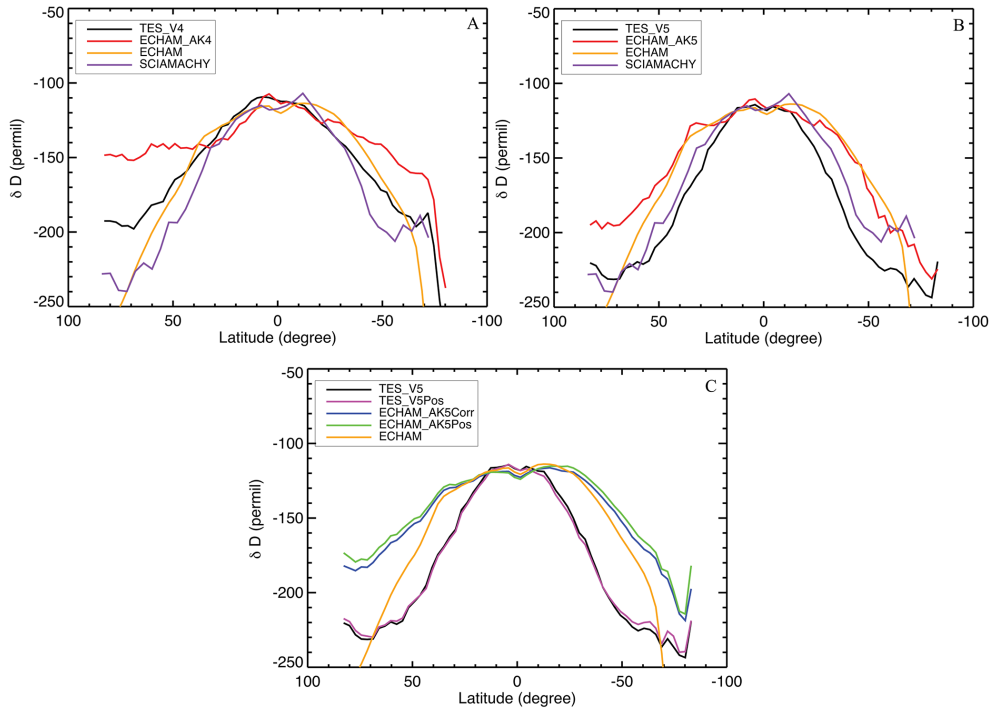 A
TES_V4
ECHAM_AK4
ECHAM
SCIAMACHY
-50
-100
-150
-200
-250
δ D (permil)
100 50 0 -50 -100
Latitude (degree)
B
TES_V5
ECHAM_AK5
ECHAM
SCIAMACHY
-50
-100
-150
-200
-250
δ D (permil)
100 50 0 -50 -100
Latitude (degree)
C
TES_V5
TES_V5Pos
ECHAM_AK5Corr
ECHAM_AK5Pos
ECHAM
-50
-100
-150
-200
-250
δ D (permil)
100 50 0 -50 -100
Latitude (degree)